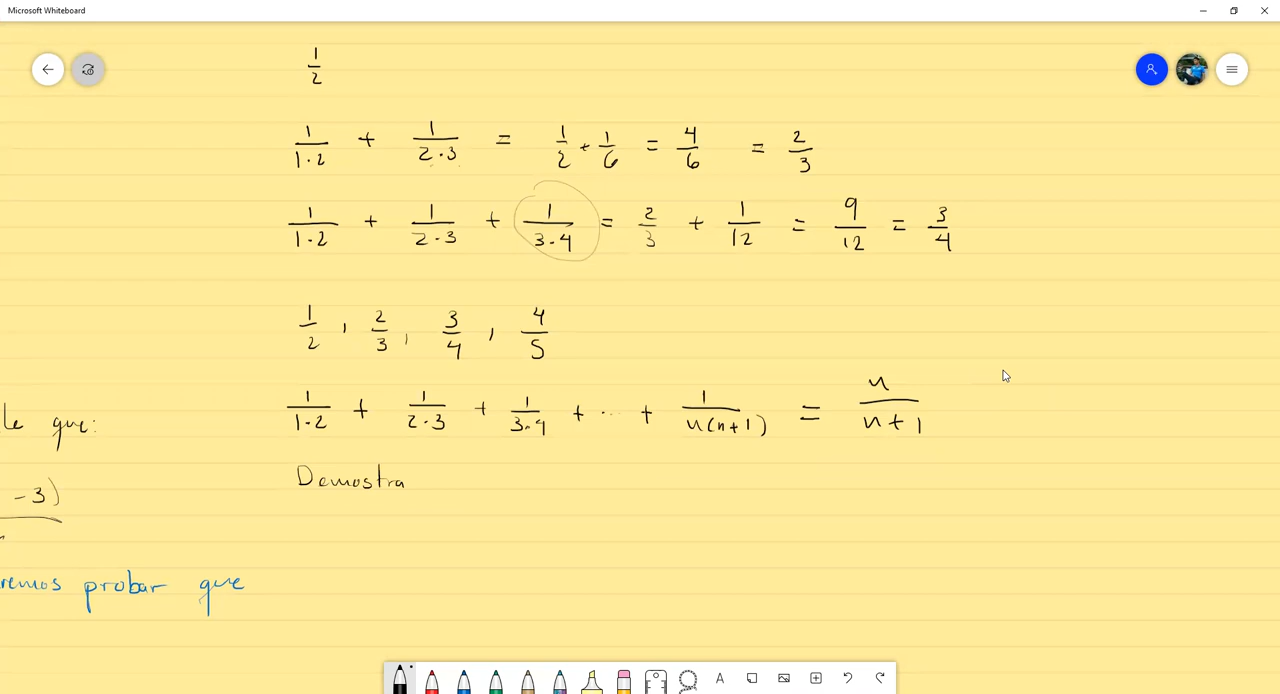 Microsoft Whiteboard
1/2
1/(1·2) + 1/(2·3) = 1/2 + 1/6 = 4/6 = 2/3
1/(1·2) + 1/(2·3) + 1/(3·4) = 2/3 + 1/12 = 9/12 = 3/4
1/2, 2/3, 3/4, 4/5
1/(1·2) + 1/(2·3) + 1/(3·4) + ... + 1/(n(n+1)) = n/(n+1)
le que:
Demostra
-3)
remos probar que
A